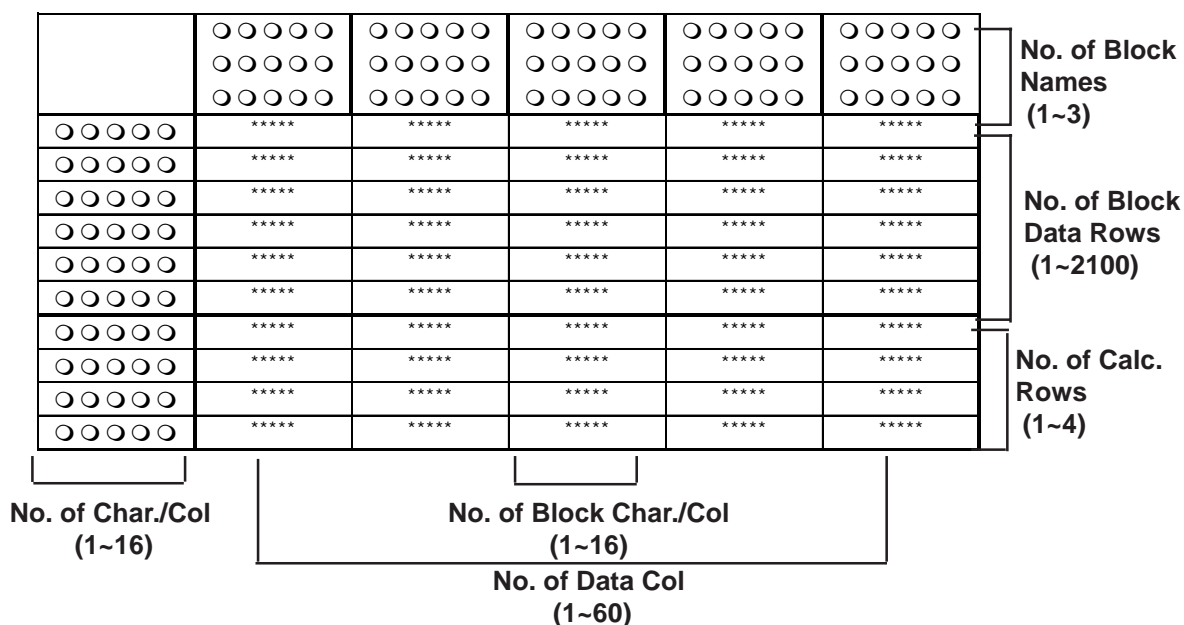 ○○○○○ ○○○○○ ○○○○○ ○○○○○ ○○○○○
○○○○○ ○○○○○ ○○○○○ ○○○○○ ○○○○○
○○○○○ ○○○○○ ○○○○○ ○○○○○ ○○○○○
No. of Block
Names
(1~3)
○○○○○ ***** ***** ***** ***** *****
○○○○○ ***** ***** ***** ***** *****
○○○○○ ***** ***** ***** ***** *****
○○○○○ ***** ***** ***** ***** *****
○○○○○ ***** ***** ***** ***** *****
○○○○○ ***** ***** ***** ***** *****
No. of Block
Data Rows
(1~2100)
○○○○○ ***** ***** ***** ***** *****
○○○○○ ***** ***** ***** ***** *****
○○○○○ ***** ***** ***** ***** *****
○○○○○ ***** ***** ***** ***** *****
No. of Calc.
Rows
(1~4)
No. of Char./Col
(1~16)
No. of Block Char./Col
(1~16)
No. of Data Col
(1~60)